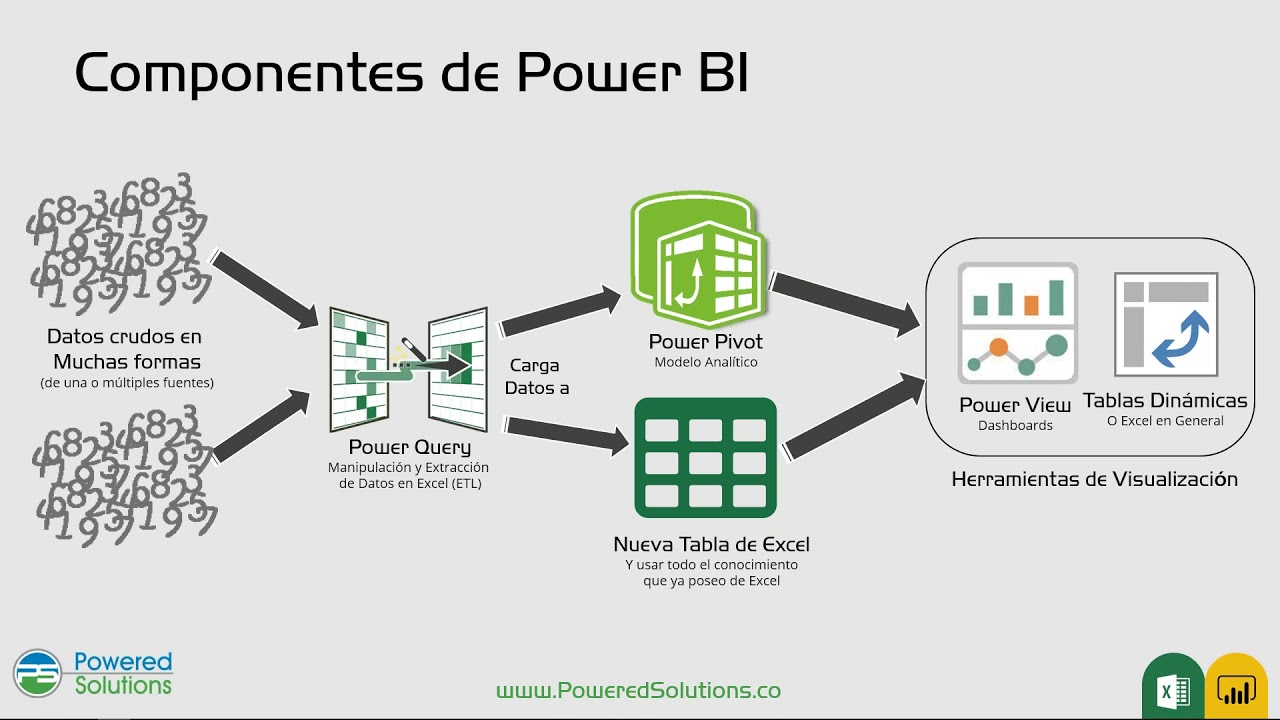 Componentes de Power BI
Datos crudos en
Muchas formas
(de una o múltiples fuentes)
Power Query
Manipulación y Extracción
de Datos en Excel (ETL)
Carga
Datos a
Power Pivot
Modelo Analítico
Nueva Tabla de Excel
Y usar todo el conocimiento
que ya poseo de Excel
Power View
Dashboards
Tablas Dinámicas
O Excel en General
Herramientas de Visualización
PS
Powered
Solutions
www.PoweredSolutions.co
X